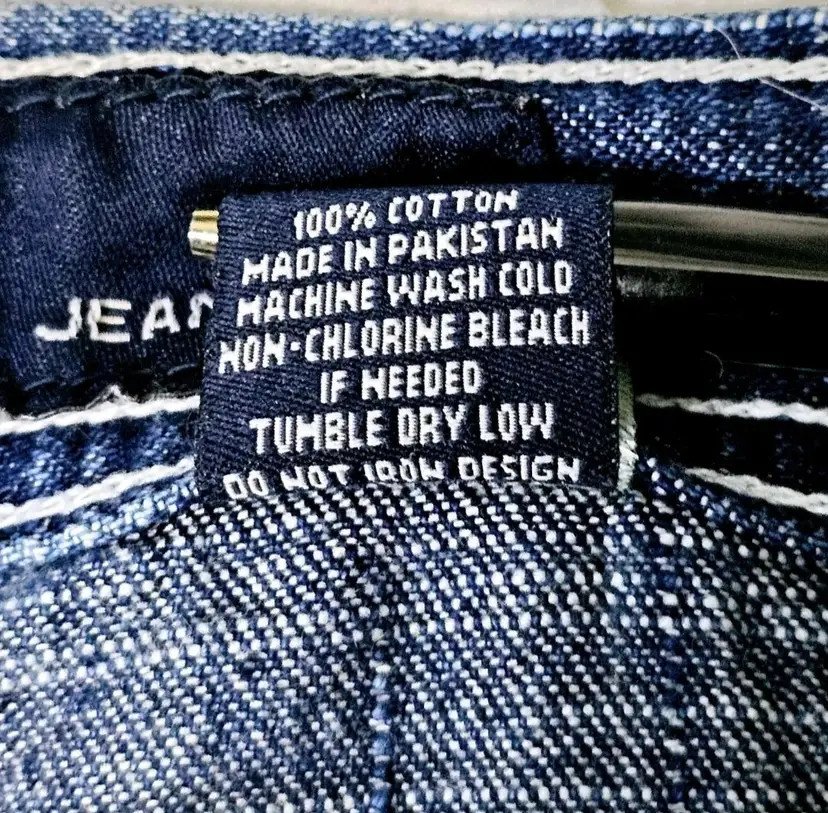 100% COTTON
MADE IN PAKISTAN
MACHINE WASH COLD
NON-CHLORINE BLEACH
IF NEEDED
TUMBLE DRY LOW
DO NOT IRON DESIGN